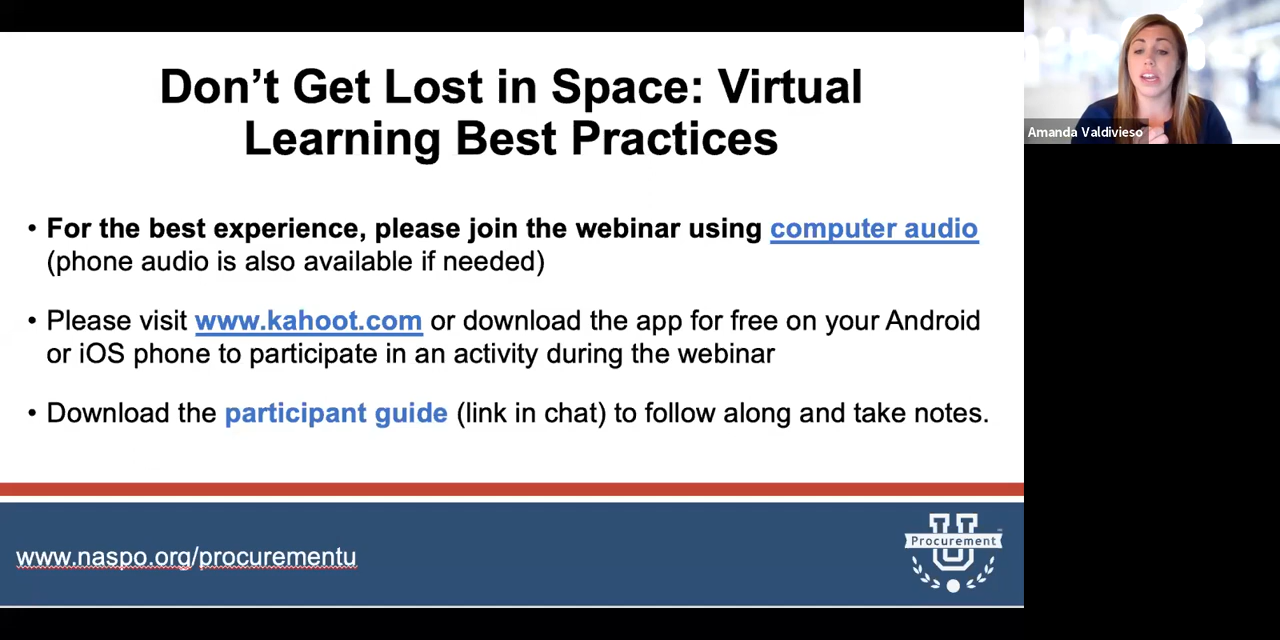 Don’t Get Lost in Space: Virtual
Learning Best Practices
• For the best experience, please join the webinar using computer audio
(phone audio is also available if needed)
• Please visit www.kahoot.com or download the app for free on your Android
or iOS phone to participate in an activity during the webinar
• Download the participant guide (link in chat) to follow along and take notes.
www.naspo.org/procurementu
U
Procurement
Amanda Valdivieso